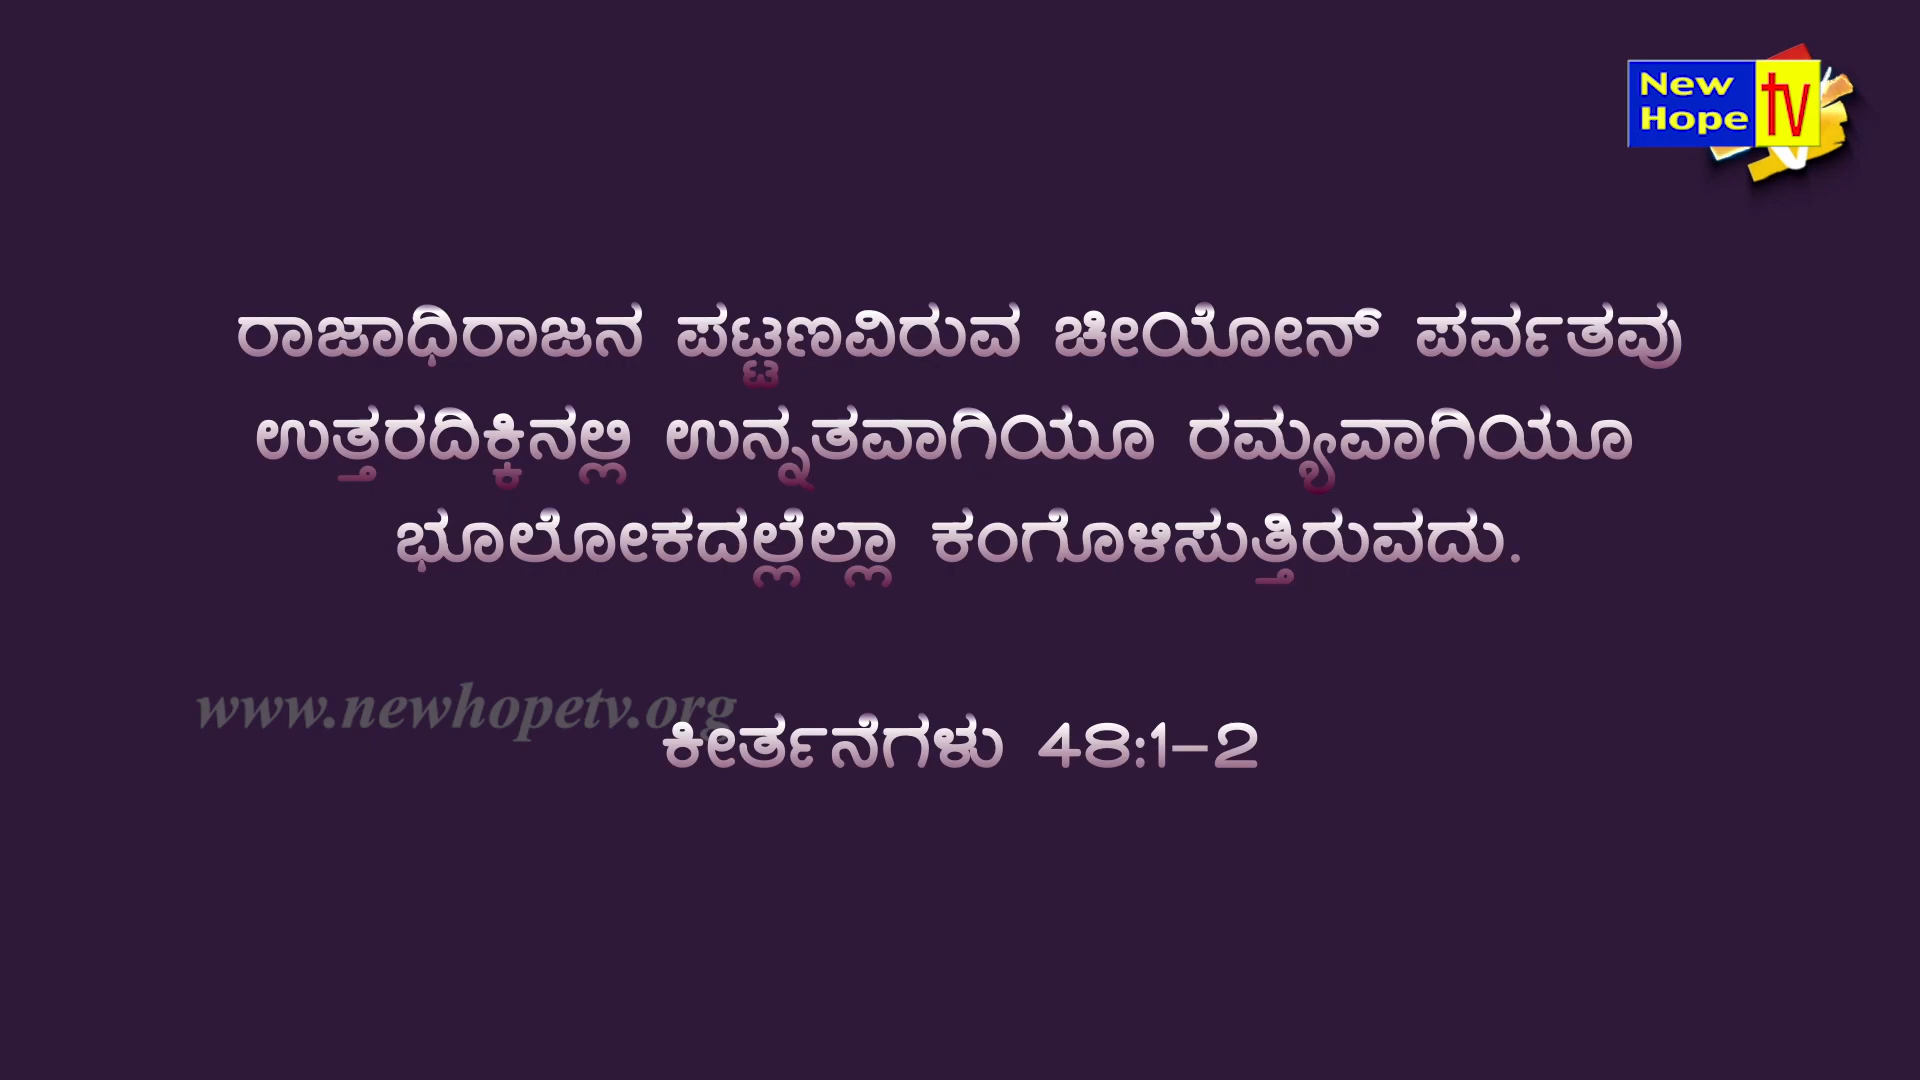 New
Hope tv
ರಾಜಾಧಿರಾಜನ ಪಟ್ಟಣವಿರುವ ಚೀಯೋನ್ ಪರ್ವತವು
ಉತ್ತರದಿಕ್ಕಿನಲ್ಲಿ ಉನ್ನತವಾಗಿಯೂ ರಮ್ಯವಾಗಿಯೂ
ಭೂಲೋಕದಲ್ಲೆಲ್ಲಾ ಕಂಗೊಳಿಸುತ್ತಿರುವದು.
www.newhopetv.org
ಕೀರ್ತನೆಗಳು 48:1-2